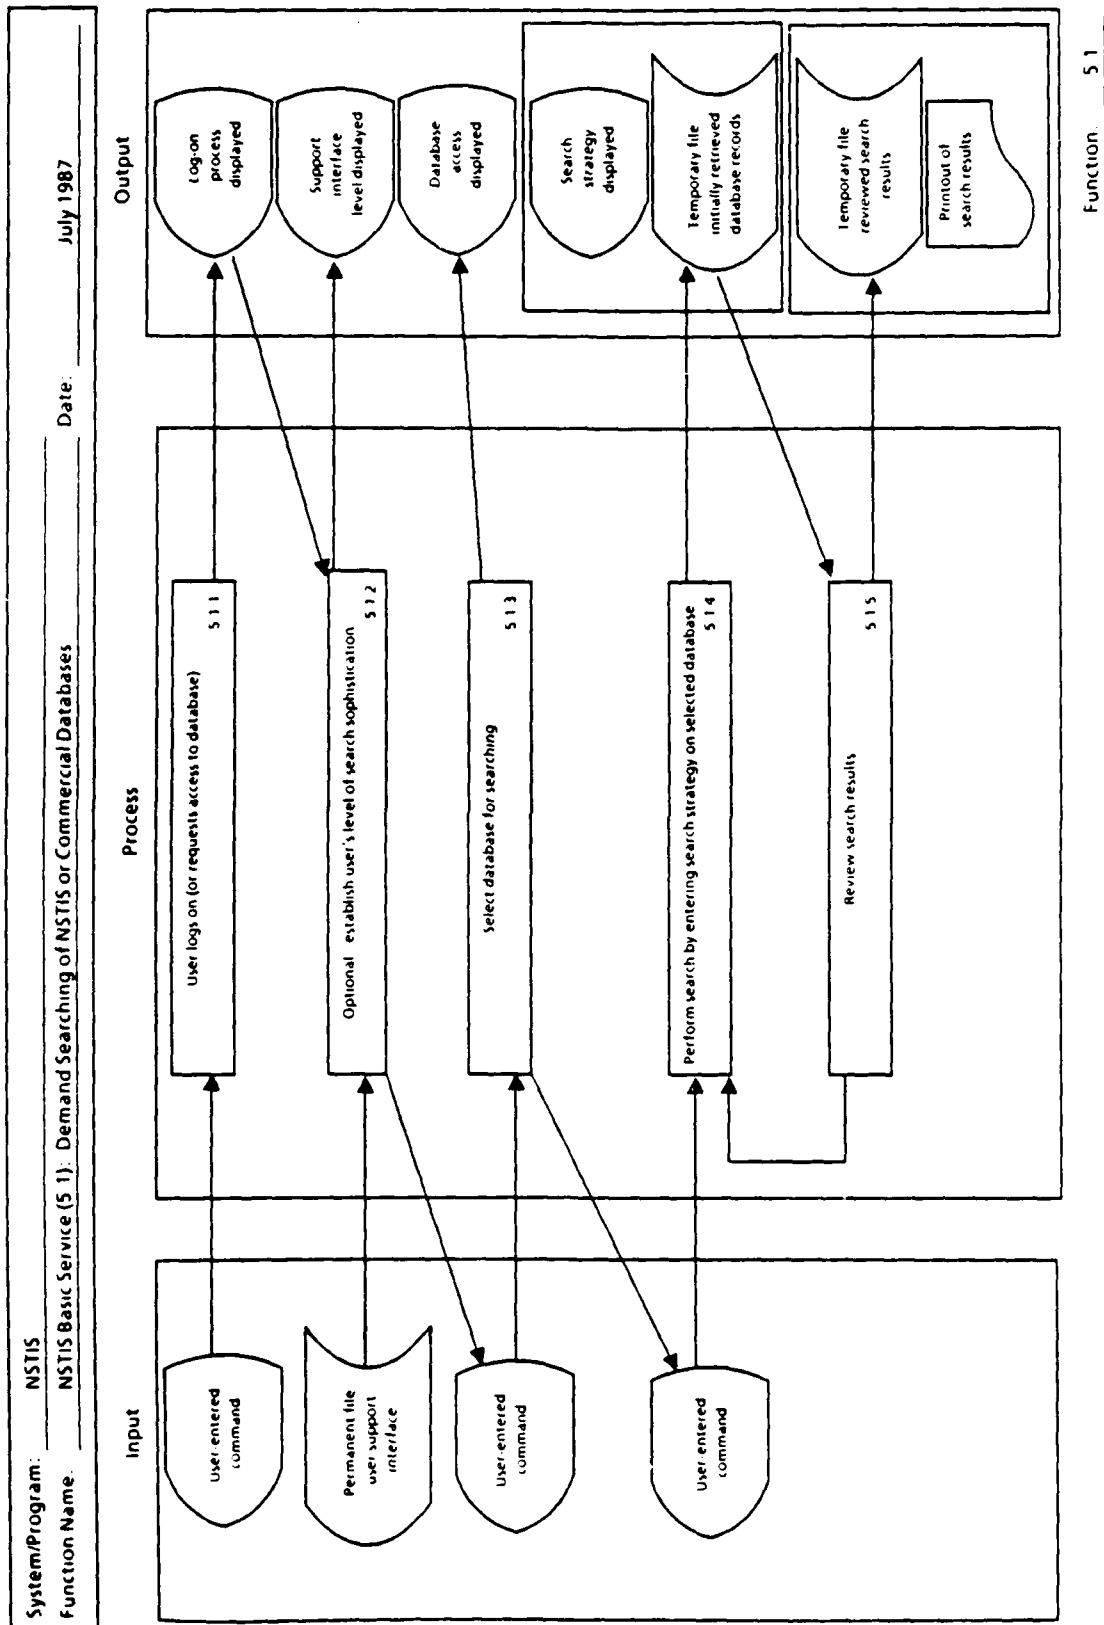 System/Program: NSTIS
Function Name. NSTIS Basic Service (5 1): Demand Searching of NSTIS or Commercial Databases
Date: July 1987
Input
Process
Output
User-entered
command
User logs on (or requests access to database)
5 1 1
Log-on
process
displayed
Permanent file
user support
interface
Optional establish user's level of search sophistication
5 1 2
Support
interface
level displayed
User-entered
command
Select database for searching
5 1 3
Database
access
displayed
User-entered
command
Perform search by entering search strategy on selected database
5 1 4
Search
strategy
displayed
Temporary file
initially retrieved
database records
Review search results
5 1 5
Temporary file
reviewed search
results
Printout of
search results
Function. 5 1